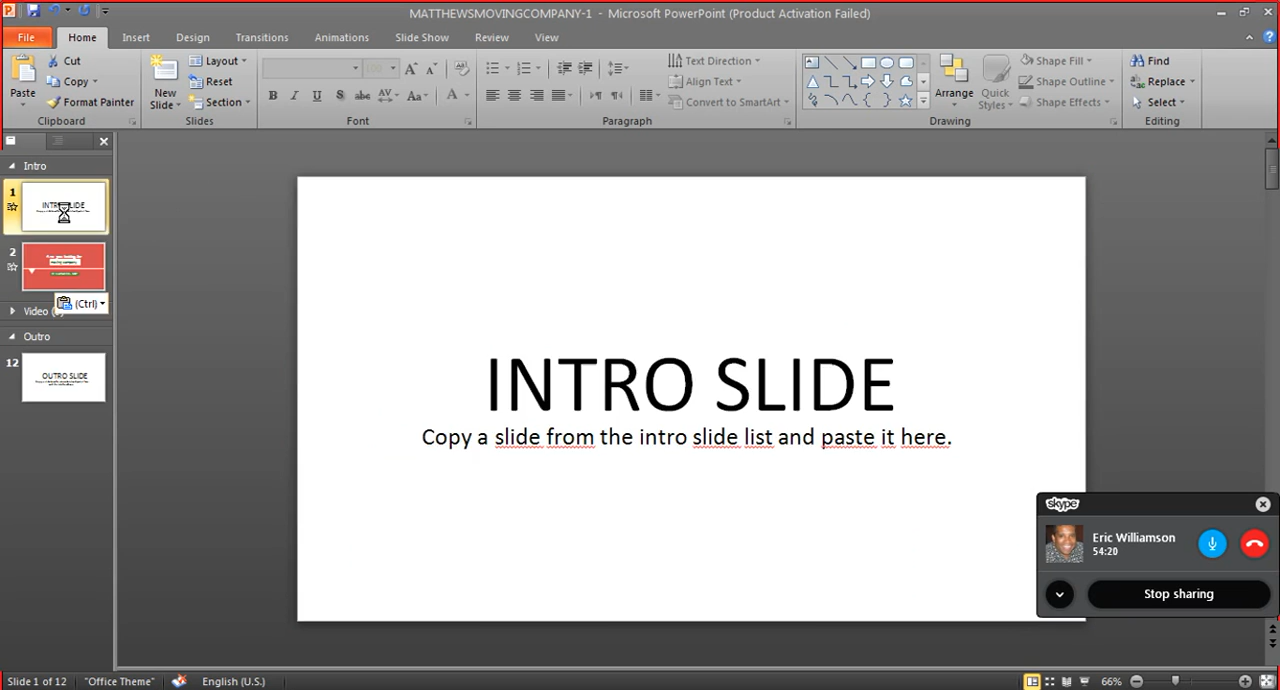 MATTHEWSMOVINGCOMPANY-1 - Microsoft PowerPoint (Product Activation Failed)
File Home Insert Design Transitions Animations Slide Show Review View
Paste
Cut
Copy
Format Painter
Clipboard
New Slide
Layout
Reset
Section
Slides
Font
Text Direction
Align Text
Convert to SmartArt
Paragraph
Arrange
Quick Styles
Shape Fill
Shape Outline
Shape Effects
Drawing
Find
Replace
Select
Editing
Intro
1
2
(Ctrl)
Video
Outro
12
OUTRO SLIDE
INTRO SLIDE
Copy a slide from the intro slide list and paste it here.
skype
Eric Williamson
54:20
Stop sharing
Slide 1 of 12 "Office Theme" English (U.S.) 66%